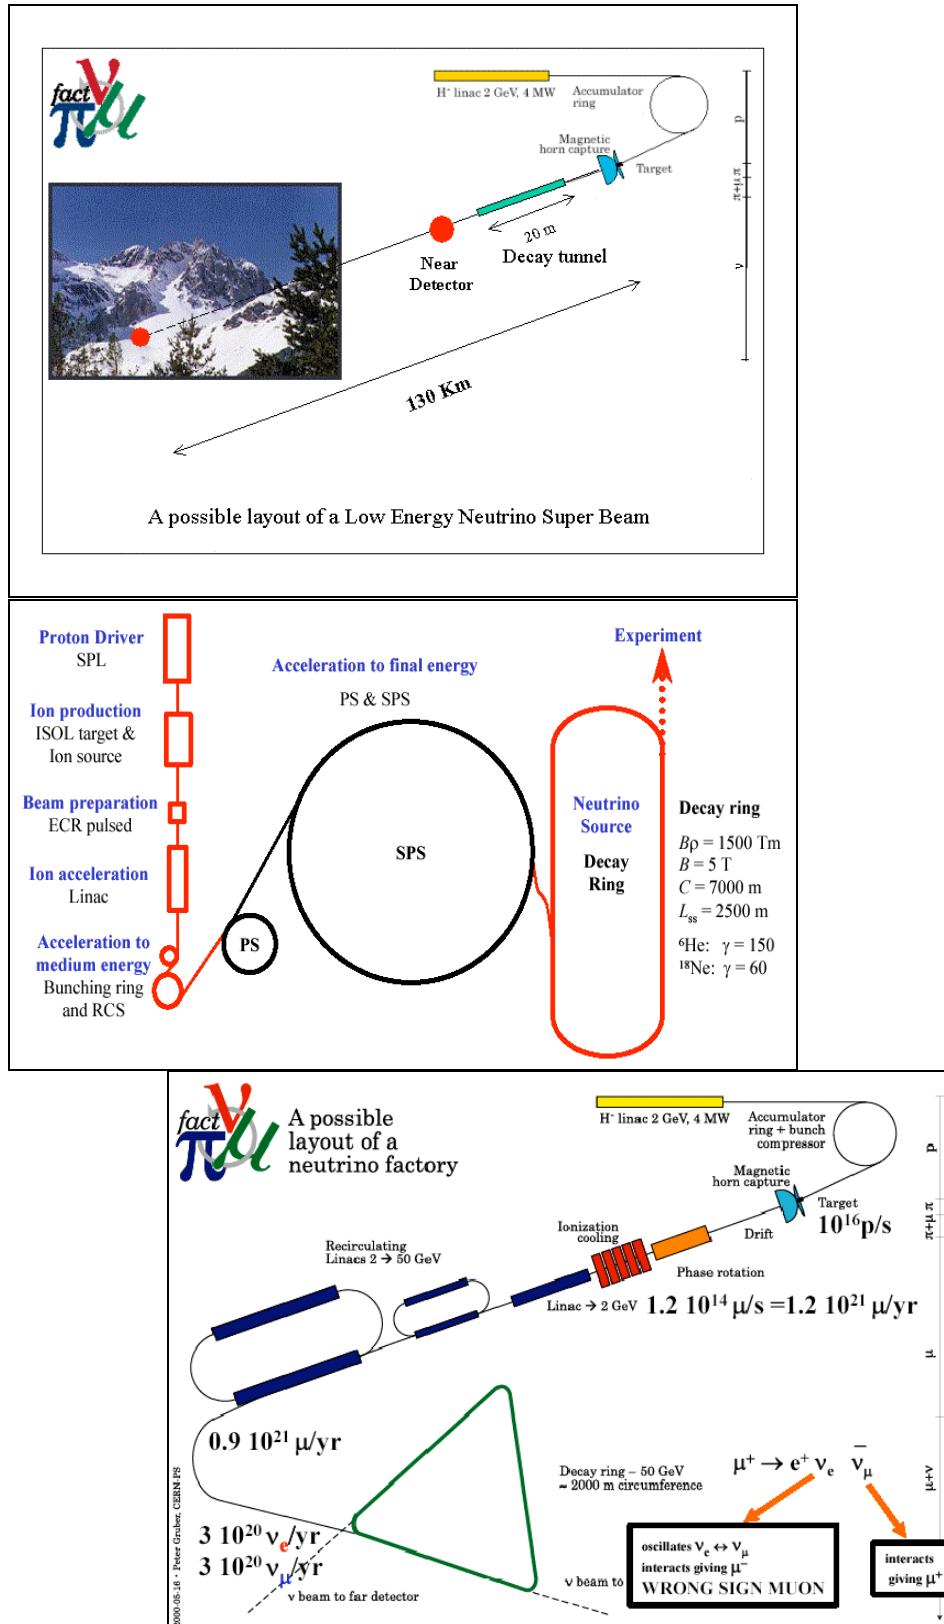 fact
ν
π μ
H⁻ linac 2 GeV, 4 MW
Accumulator
ring
Magnetic
horn capture
Target
p
π
π+μ
ν
20 m
Decay tunnel
Near
Detector
130 Km
A possible layout of a Low Energy Neutrino Super Beam
Proton Driver
SPL
Ion production
ISOL target &
Ion source
Beam preparation
ECR pulsed
Ion acceleration
Linac
Acceleration to
medium energy
Bunching ring
and RCS
PS
Acceleration to final energy
PS & SPS
SPS
Experiment
Neutrino
Source
Decay
Ring
Decay ring
Bρ = 1500 Tm
B = 5 T
C = 7000 m
Lss = 2500 m
⁶He: γ = 150
¹⁸Ne: γ = 60
fact
ν
π μ
A possible
layout of a
neutrino factory
H⁻ linac 2 GeV, 4 MW
Accumulator
ring + bunch
compressor
Magnetic
horn capture
Target
10¹⁶p/s
Drift
Ionization
cooling
Phase rotation
Recirculating
Linacs 2 → 50 GeV
Linac → 2 GeV
1.2 10¹⁴ μ/s =1.2 10²¹ μ/yr
p
π+μ π
μ
μ+ν
0.9 10²¹ μ/yr
Decay ring – 50 GeV
≈ 2000 m circumference
μ⁺ → e⁺ νe ν̄μ
3 10²⁰ νe/yr
3 10²⁰ νμ/yr
ν beam to far detector
ν beam to
oscillates νe ↔ νμ
interacts giving μ⁻
WRONG SIGN MUON
interacts
giving μ⁺
2000-05-16 · Peter Gruber, CERN-PS